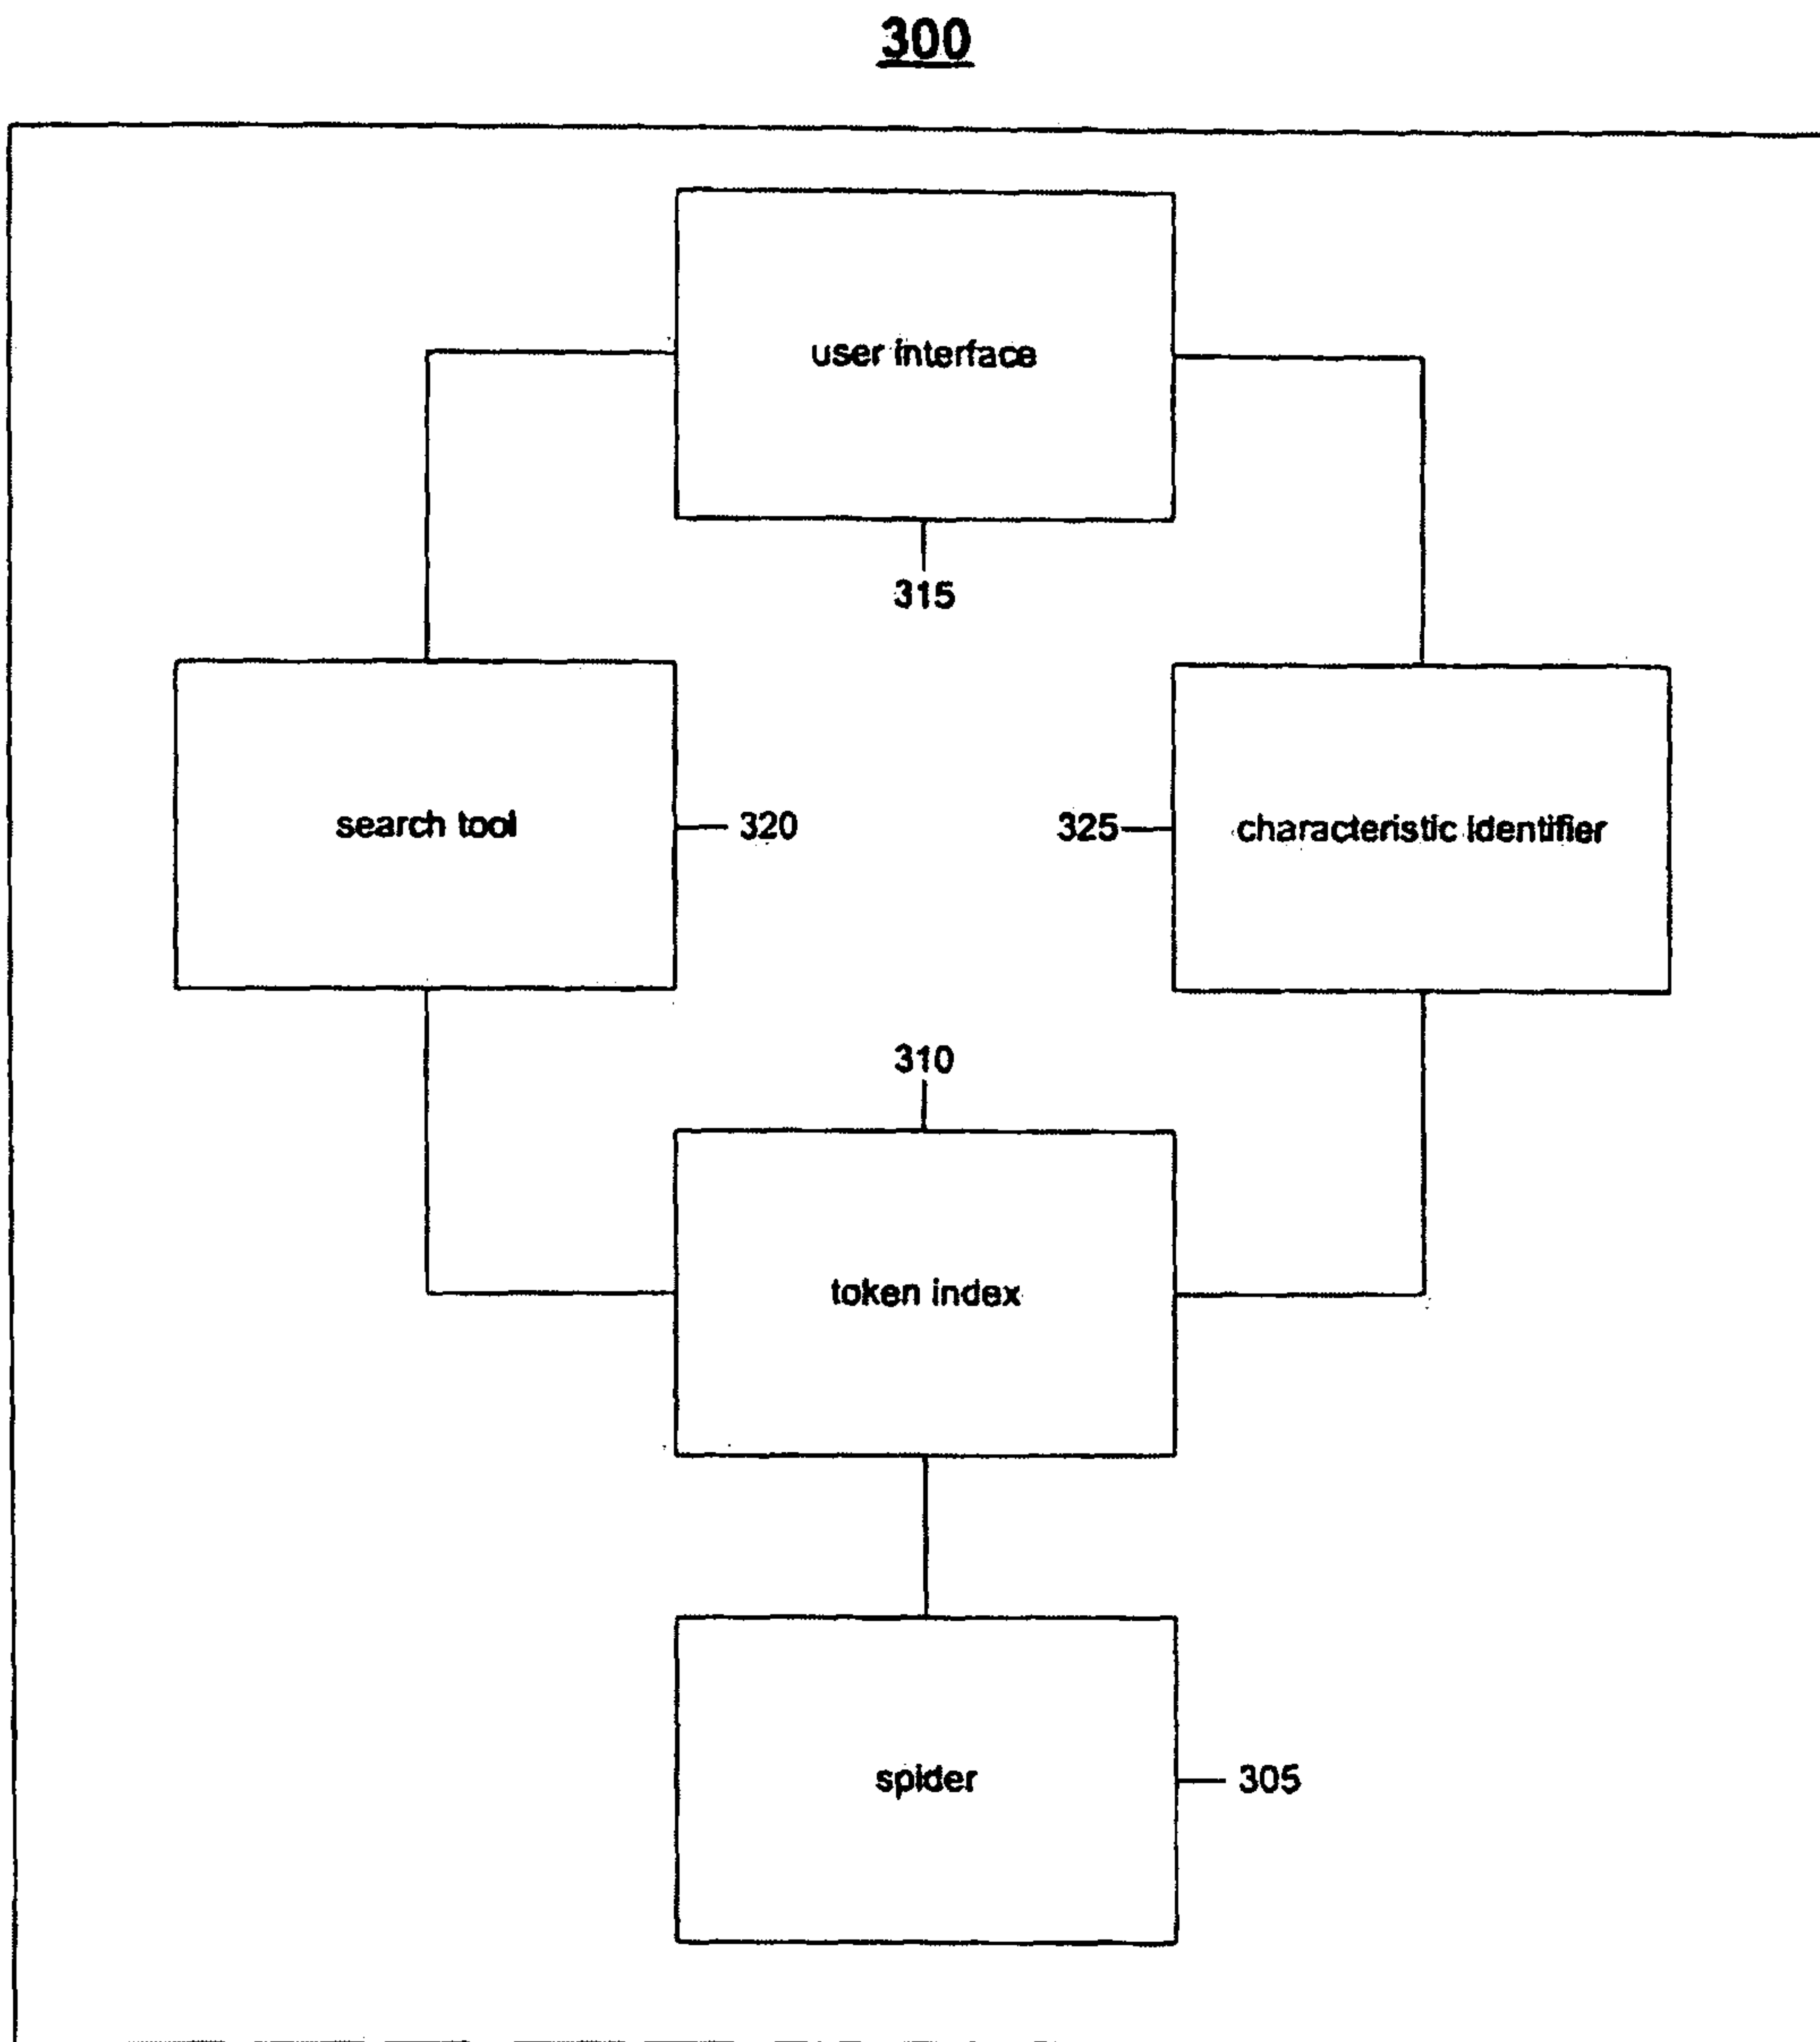 300
user interface
315
search tool
320
325
characteristic identifier
310
token index
spider
305